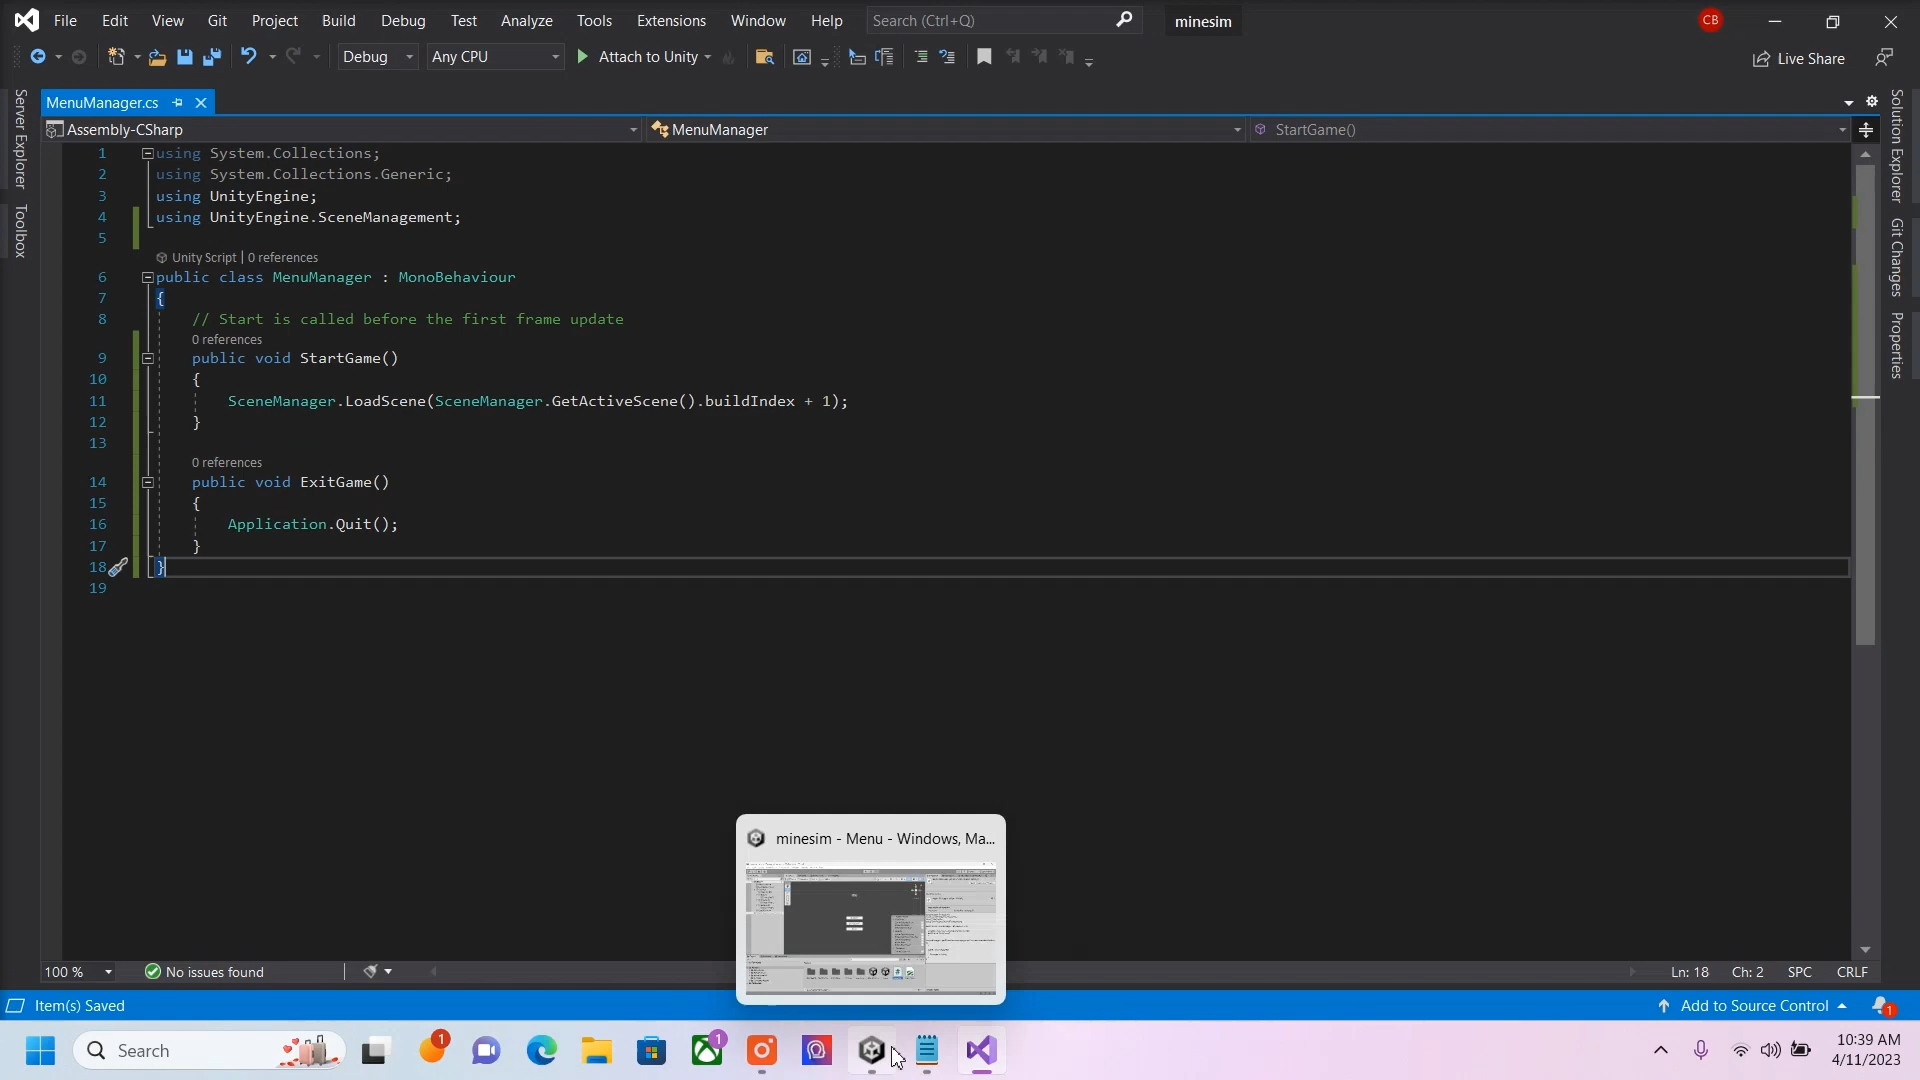 File Edit View Git Project Build Debug Test Analyze Tools Extensions Window Help Search (Ctrl+Q) minesim CB
Debug Any CPU Attach to Unity Live Share
MenuManager.cs
Assembly-CSharp MenuManager StartGame()
Server Explorer
Toolbox
Solution Explorer
Git Changes
Properties
1 using System.Collections;
2 using System.Collections.Generic;
3 using UnityEngine;
4 using UnityEngine.SceneManagement;
5
Unity Script | 0 references
6 public class MenuManager : MonoBehaviour
7 {
8 // Start is called before the first frame update
0 references
9 public void StartGame()
10 {
11 SceneManager.LoadScene(SceneManager.GetActiveScene().buildIndex + 1);
12 }
13
0 references
14 public void ExitGame()
15 {
16 Application.Quit();
17 }
18 }
19
minesim - Menu - Windows, Ma...
100 % No issues found Ln: 18 Ch: 2 SPC CRLF
Item(s) Saved Add to Source Control 1
Search 1 1 10:39 AM
4/11/2023